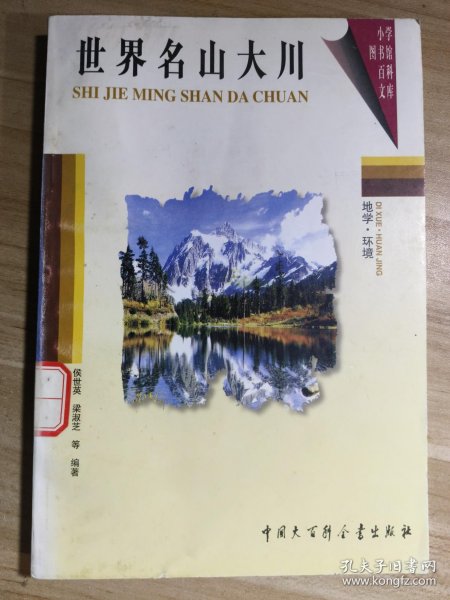 世界名山大川
SHI JIE MING SHAN DA CHUAN
小学
图书馆
百科
文库
地学·环境
DI XUE·HUAN JING
侯世英 梁淑芝 等 编著
中国大百科全书出版社
孔夫子旧书网
www.kongfz.com